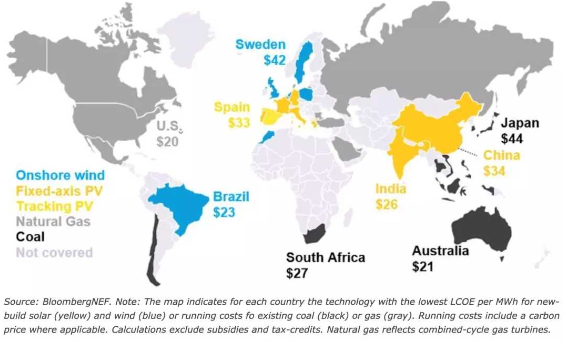 Sweden
$42
Spain
$33
U.S.
$20
Japan
$44
China
$34
India
$26
Onshore wind
Fixed-axis PV
Tracking PV
Natural Gas
Coal
Not covered
Brazil
$23
South Africa
$27
Australia
$21
Source: BloombergNEF. Note: The map indicates for each country the technology with the lowest LCOE per MWh for new-
build solar (yellow) and wind (blue) or running costs fo existing coal (black) or gas (gray). Running costs include a carbon
price where applicable. Calculations exclude subsidies and tax-credits. Natural gas reflects combined-cycle gas turbines.